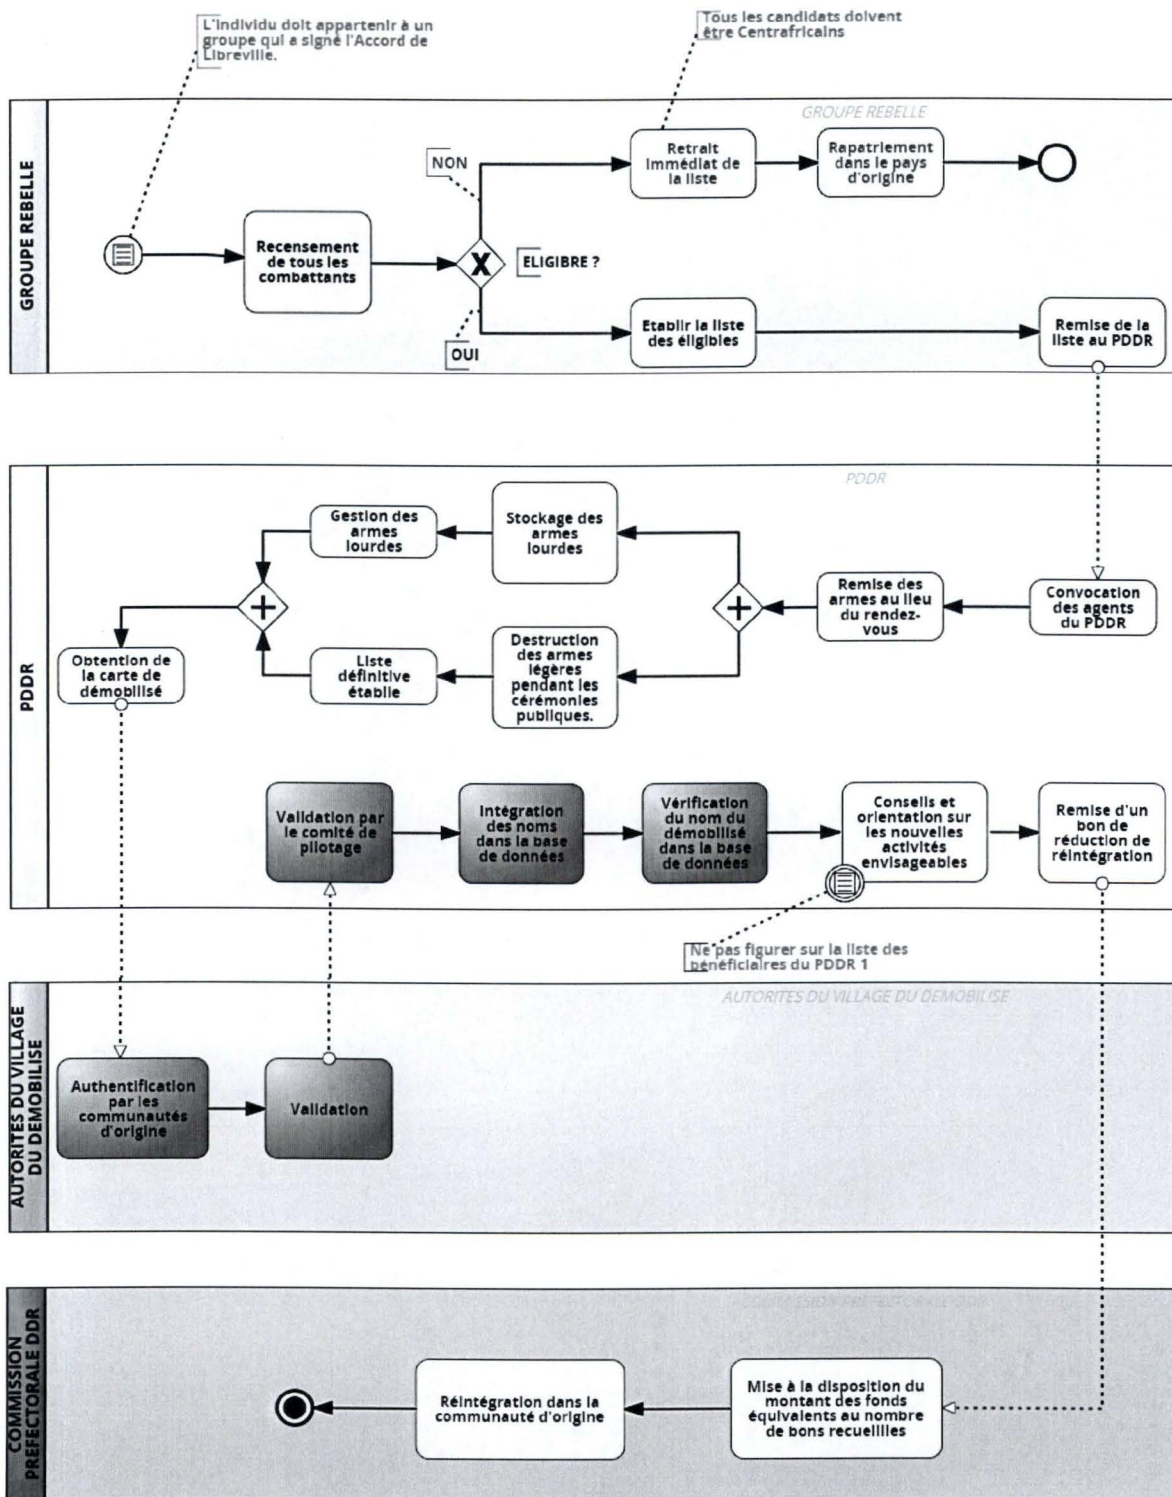 L'individu doit appartenir à un
groupe qui a signé l'Accord de
Libreville.
Tous les candidats doivent
être Centrafricains
GROUPE REBELLE
GROUPE REBELLE
NON
Retrait
immédiat de
la liste
Rapatriement
dans le pays
d'origine
Recensement
de tous les
combattants
X
ELIGIBRE ?
OUI
Etablir la liste
des éligibles
Remise de la
liste au PDDR
PDDR
PDDR
Gestion des
armes
lourdes
Stockage des
armes
lourdes
Remise des
armes au lieu
du rendez-
vous
Convocation
des agents
du PDDR
Obtention de
la carte de
démobilisé
Liste
définitive
établie
Destruction
des armes
légères
pendant les
cérémonies
publiques.
Validation par
le comité de
pilotage
Intégration
des noms
dans la base
de données
Vérification
du nom du
démobilisé
dans la base
de données
Conseils et
orientation sur
les nouvelles
activités
envisageables
Remise d'un
bon de
réduction de
réintégration
Ne pas figurer sur la liste des
bénéficiaires du PDDR 1
AUTORITES DU VILLAGE
DU DEMOBILISE
AUTORITES DU VILLAGE DU DEMOBILISE
Authentification
par les
communautés
d'origine
Validation
COMMISSION
PREFECTORALE DDR
COMMISSION PREFECTORALE DDR
Réintégration dans la
communauté d'origine
Mise à la disposition du
montant des fonds
équivalents au nombre
de bons recueillies